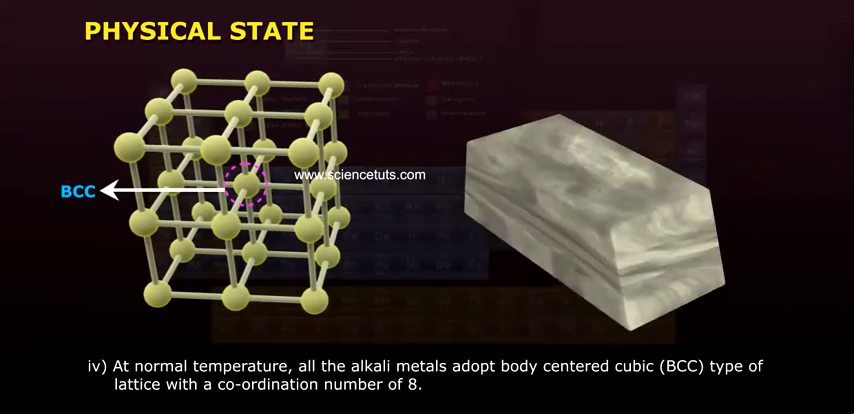 PHYSICAL STATE
www.sciencetuts.com
BCC
iv) At normal temperature, all the alkali metals adopt body centered cubic (BCC) type of
lattice with a co-ordination number of 8.